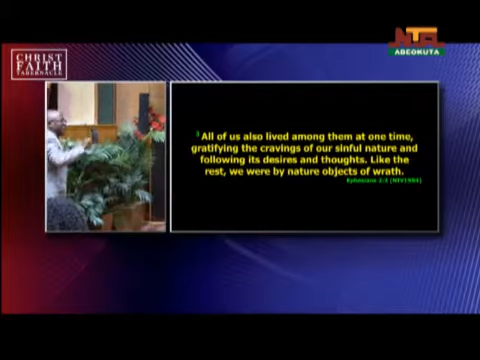 CHRIST
FAITH
TABERNACLE
NTA
ABEOKUTA
3 All of us also lived among them at one time,
gratifying the cravings of our sinful nature and
following its desires and thoughts. Like the
rest, we were by nature objects of wrath.
Ephesians 2:3 (NIV1984)